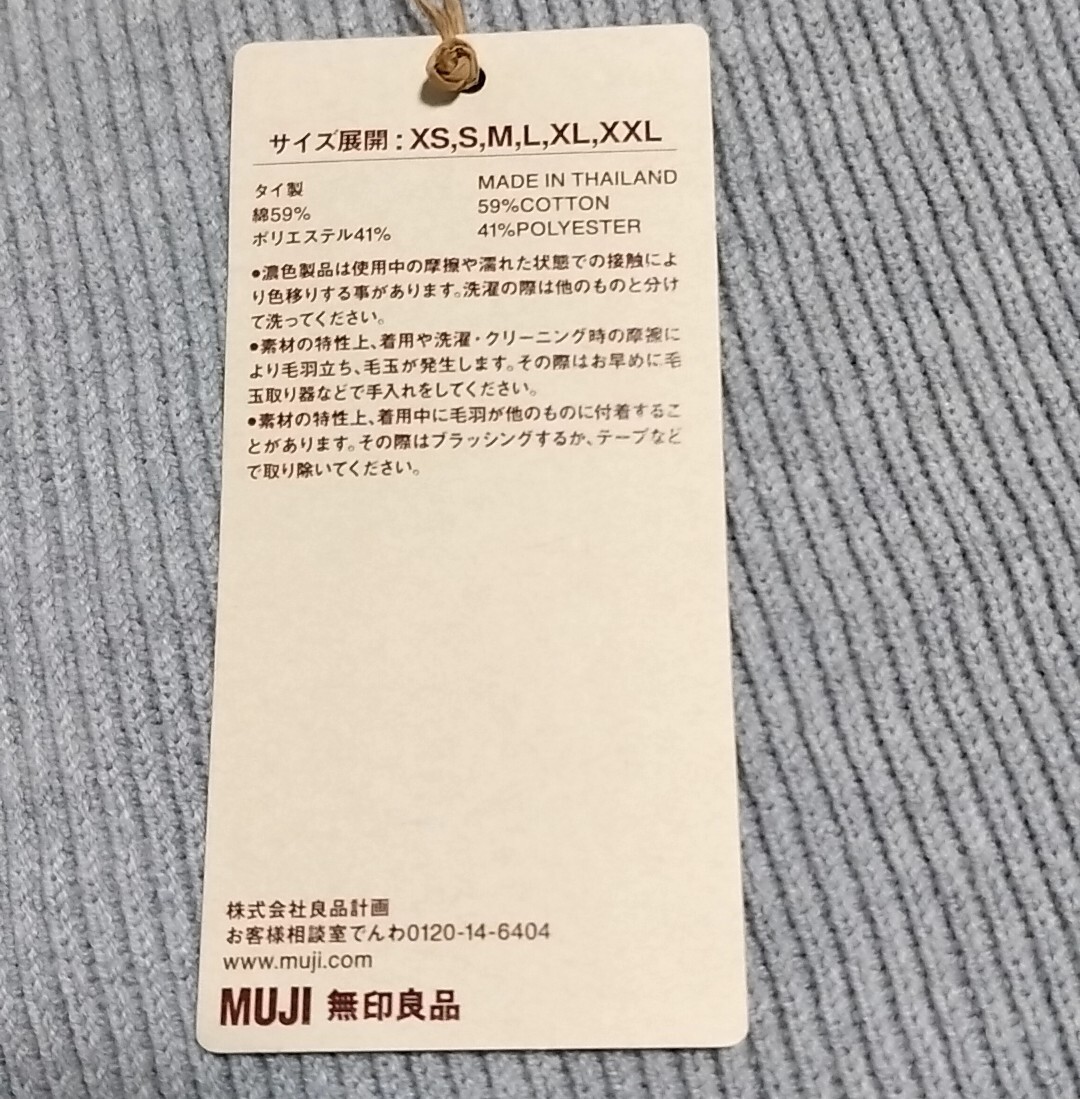 サイズ展開：XS,S,M,L,XL,XXL
タイ製
綿59%
ポリエステル41%
MADE IN THAILAND
59%COTTON
41%POLYESTER
●濃色製品は使用中の摩擦や濡れた状態での接触によ
り色移りする事があります。洗濯の際は他のものと分け
て洗ってください。
●素材の特性上、着用や洗濯・クリーニング時の摩擦に
より毛羽立ち、毛玉が発生します。その際はお早めに毛
玉取り器などで手入れをしてください。
●素材の特性上、着用中に毛羽が他のものに付着するこ
とがあります。その際はブラッシングするか、テープなど
で取り除いてください。
株式会社良品計画
お客様相談室でんわ0120-14-6404
www.muji.com
MUJI 無印良品